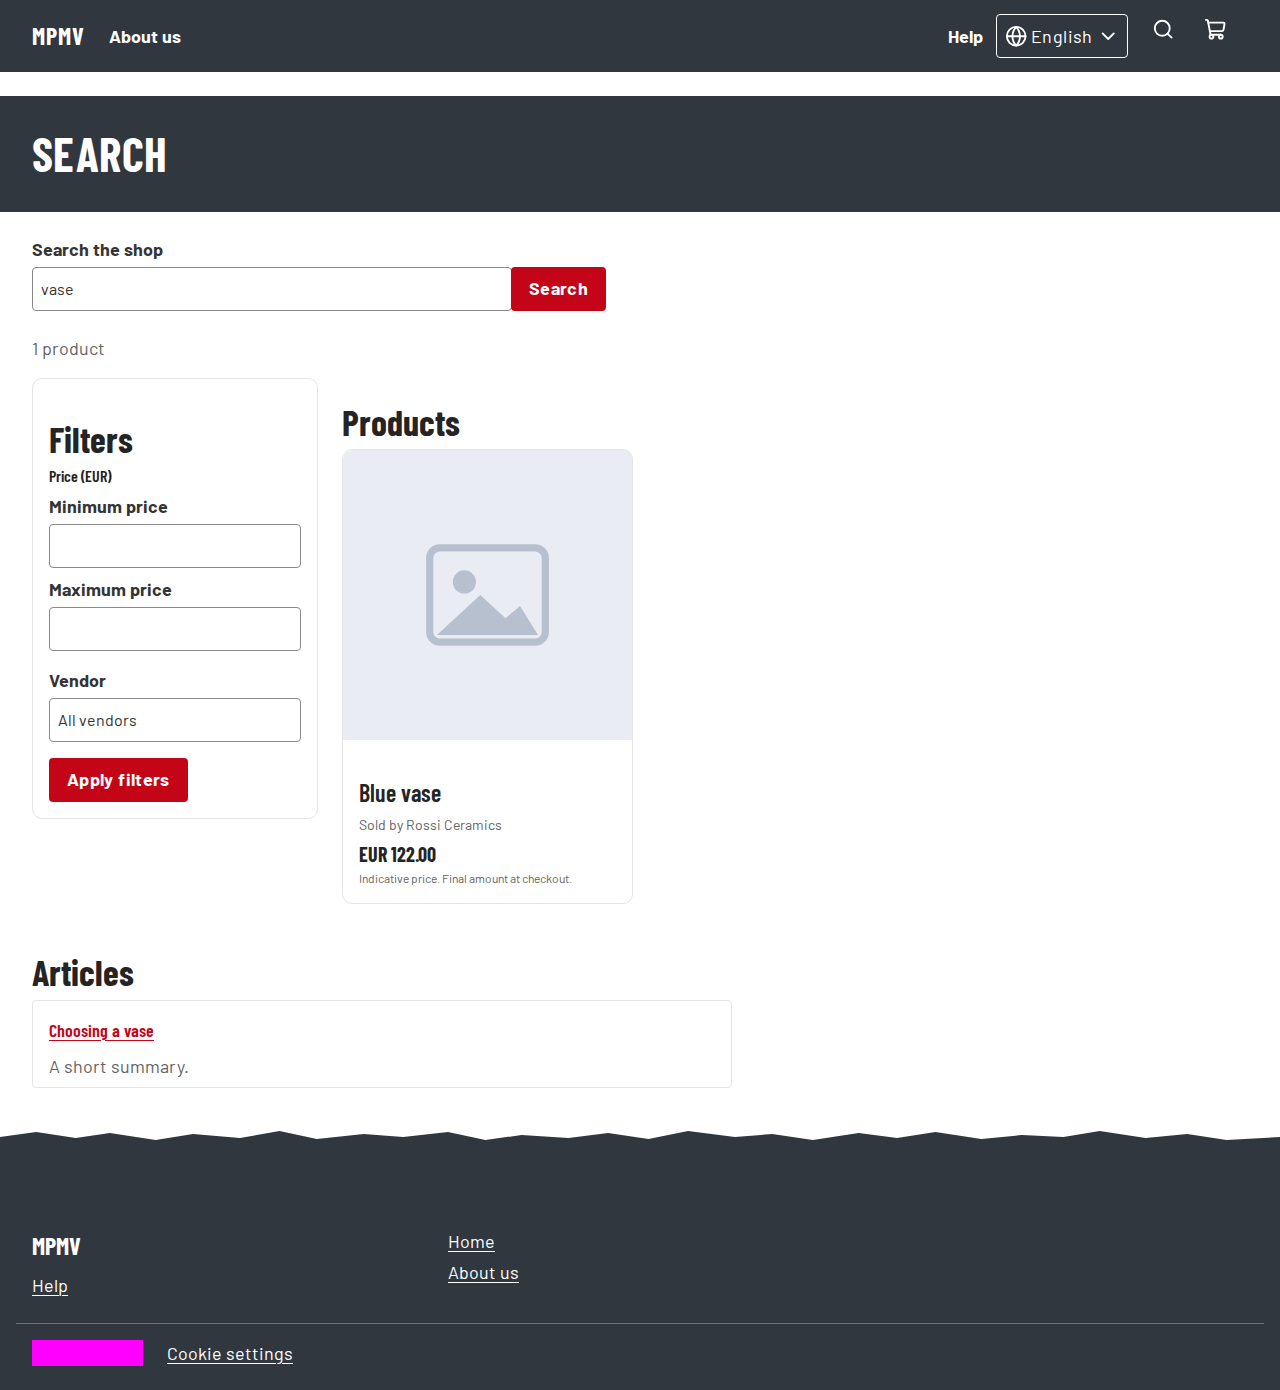 MPMV About us Help English
SEARCH
Search the shop
vase Search
1 product
Filters
Price (EUR)
Minimum price
Maximum price
Vendor
All vendors
Apply filters
Products
Blue vase
Sold by Rossi Ceramics
EUR 122.00
Indicative price. Final amount at checkout.
Articles
Choosing a vase
A short summary.
MPMV
Help
Home
About us
Cookie settings